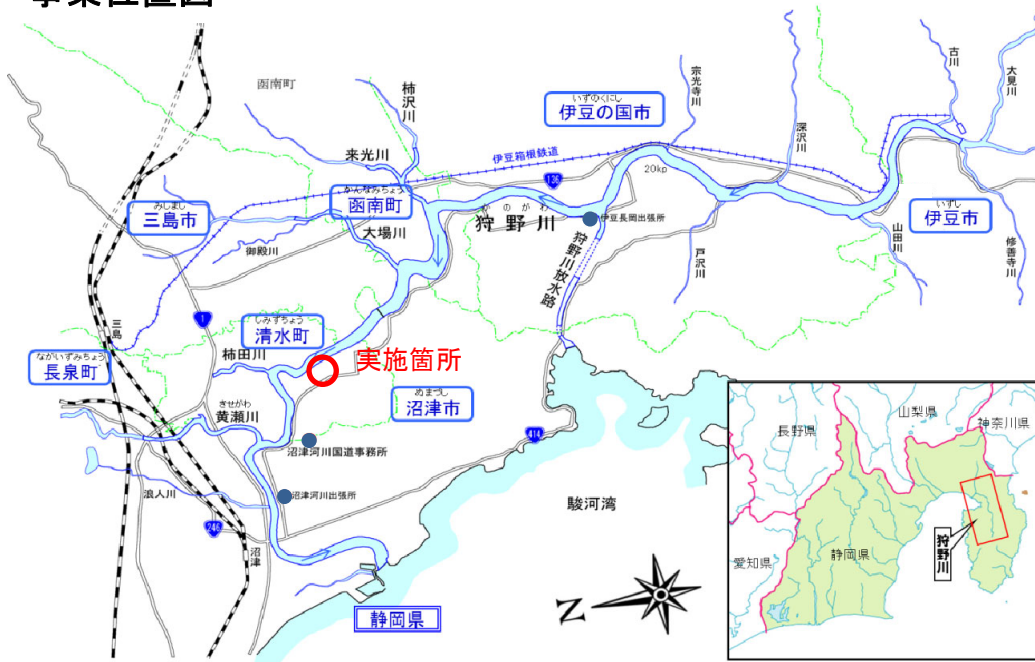 函南町
柿沢川
来光川
いずのくにし
伊豆の国市
宗光寺川
深沢川
古川
大見川
伊豆箱根鉄道
136
20kp
みしまし
三島市
かんなみちょう
函南町
大場川
御殿川
かのがわ
狩野川
伊豆長岡出張所
狩野川放水路
戸沢川
山田川
いずし
伊豆市
修善寺川
1
三島
しみずちょう
清水町
柿田川
実施箇所
ながいずみちょう
長泉町
きせがわ
黄瀬川
ぬまづし
沼津市
414
沼津河川国道事務所
沼津河川出張所
浪人川
246
沼津
駿河湾
静岡県
Z
長野県
山梨県
神奈川県
愛知県
静岡県
狩野川